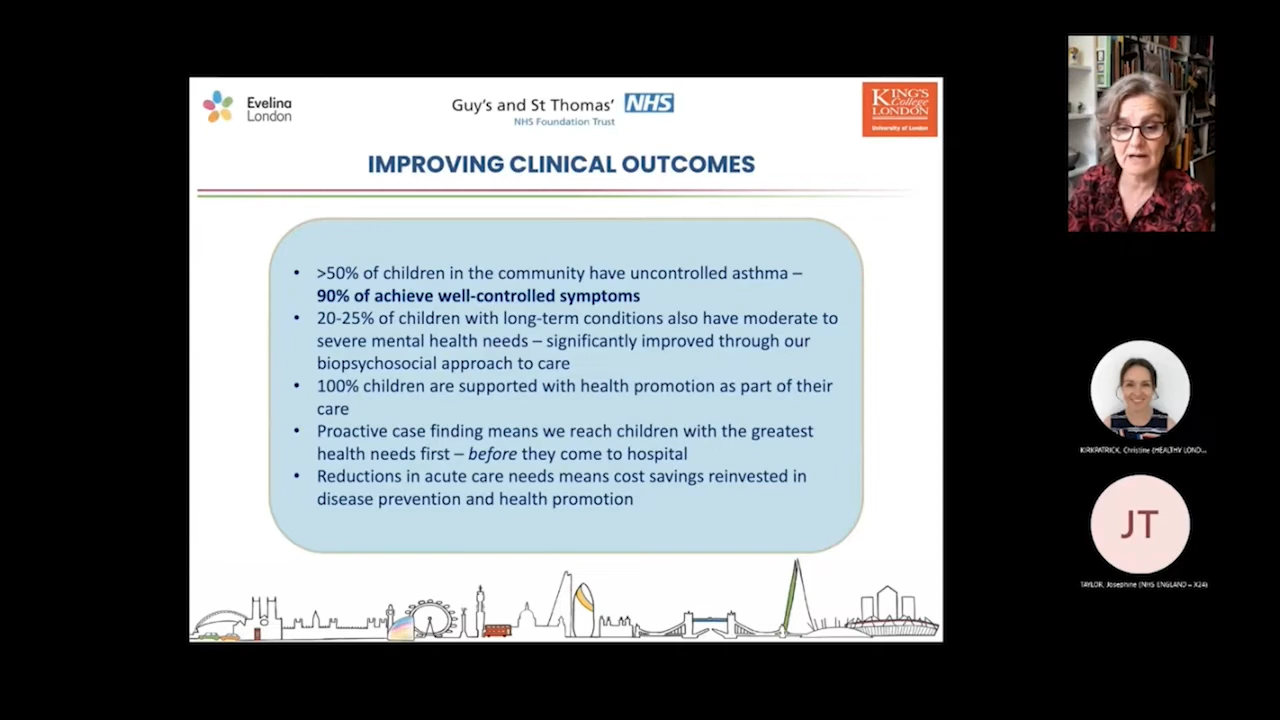 Evelina
London
Guy's and St Thomas' NHS
NHS Foundation Trust
KING'S
College
LONDON
University of London
IMPROVING CLINICAL OUTCOMES
• >50% of children in the community have uncontrolled asthma –
90% of achieve well-controlled symptoms
• 20-25% of children with long-term conditions also have moderate to
severe mental health needs – significantly improved through our
biopsychosocial approach to care
• 100% children are supported with health promotion as part of their
care
• Proactive case finding means we reach children with the greatest
health needs first – before they come to hospital
• Reductions in acute care needs means cost savings reinvested in
disease prevention and health promotion
KIRKPATRICK, Christine (HEALTHY LOND...
JT
TAYLOR, Josephine (NHS ENGLAND – X24)